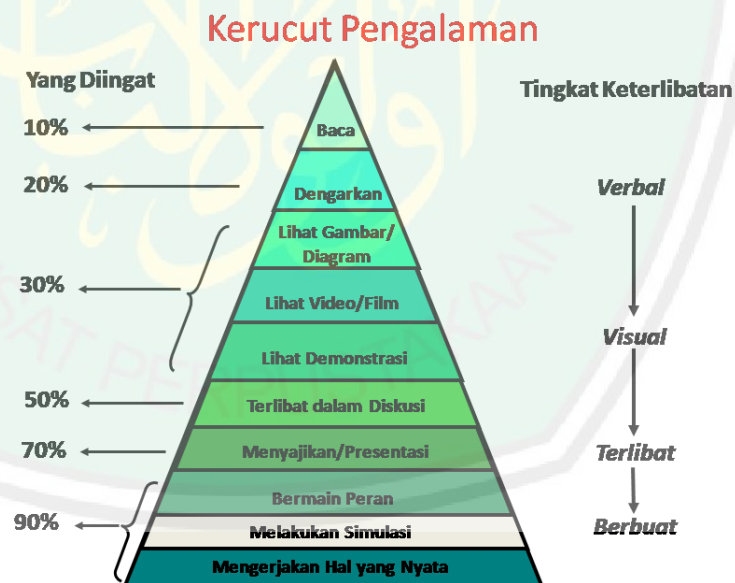 Kerucut Pengalaman
Yang Diingat
Tingkat Keterlibatan
10%
Baca
20%
Dengarkan
Verbal
Lihat Gambar/
Diagram
30%
Lihat Video/Film
Visual
Lihat Demonstrasi
50%
Terlibat dalam Diskusi
70%
Menyajikan/Presentasi
Terlibat
Bermain Peran
90%
Melakukan Simulasi
Berbuat
Mengerjakan Hal yang Nyata